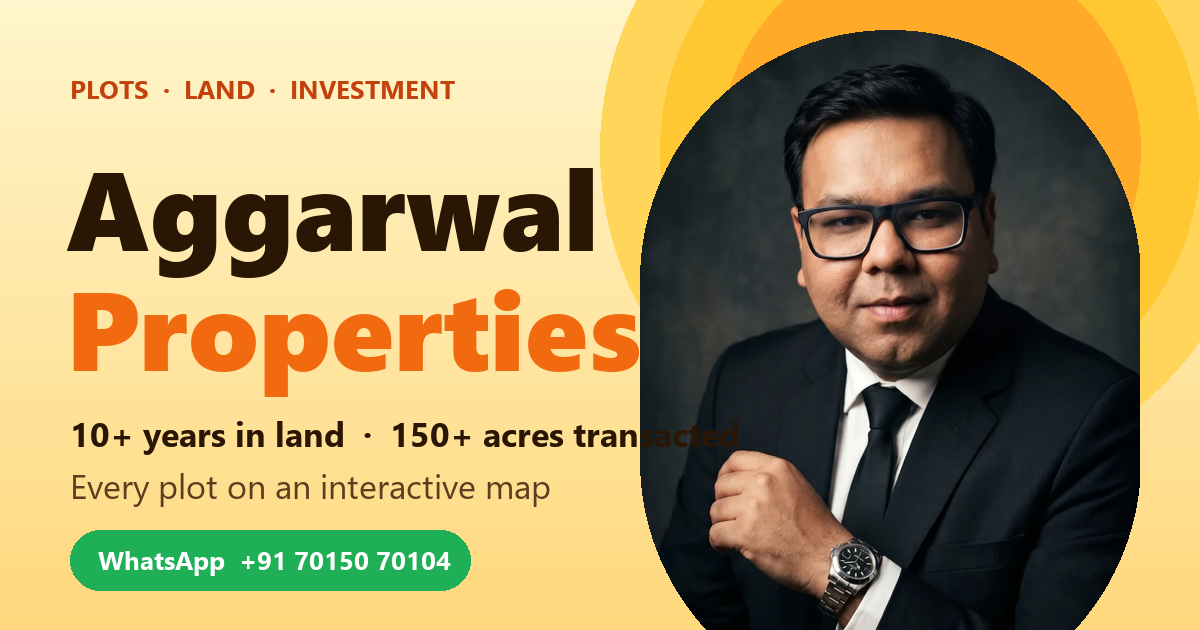 PLOTS · LAND · INVESTMENT
Aggarwal
Properties
10+ years in land · 150+ acres transacted
Every plot on an interactive map
WhatsApp +91 70150 70104